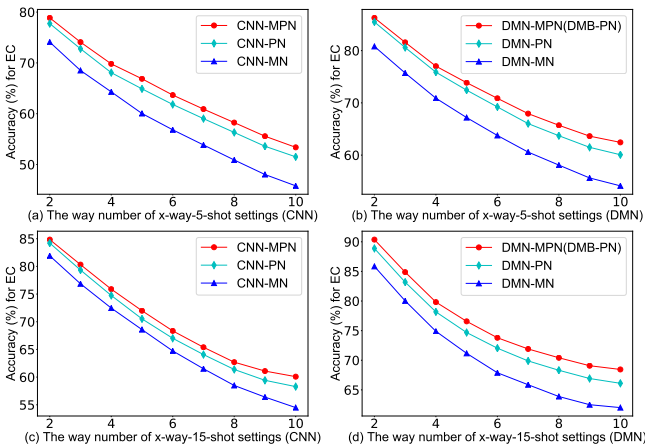 80
70
60
50
Accuracy (%) for EC
CNN-MPN
CNN-PN
CNN-MN
2 4 6 8 10
(a) The way number of x-way-5-shot settings (CNN)
80
70
60
Accuracy (%) for EC
DMN-MPN(DMB-PN)
DMN-PN
DMN-MN
2 4 6 8 10
(b) The way number of x-way-5-shot settings (DMN)
85
80
75
70
65
60
55
Accuracy (%) for EC
CNN-MPN
CNN-PN
CNN-MN
2 4 6 8 10
(c) The way number of x-way-15-shot settings (CNN)
90
85
80
75
70
65
Accuracy (%) for EC
DMN-MPN(DMB-PN)
DMN-PN
DMN-MN
2 4 6 8 10
(d) The way number of x-way-15-shot settings (DMN)